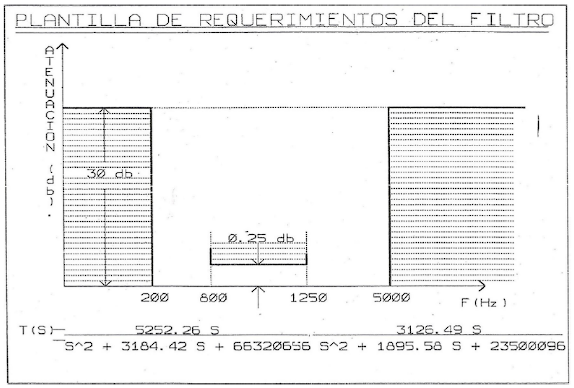 PLANTILLA DE REQUERIMIENTOS DEL FILTRO
ATENUACION (db).
30 db.
0.25 db
200 800 1250 5000
F(Hz)
T(S)= 5252.26 S 3126.49 S
S^2 + 3184.42 S + 66320656 S^2 + 1895.58 S + 23500096